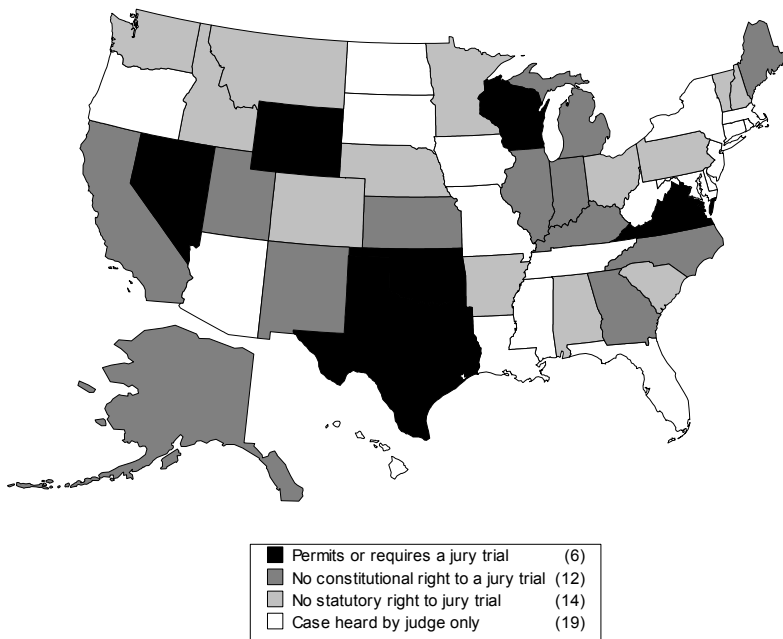 Permits or requires a jury trial (6)
No constitutional right to a jury trial (12)
No statutory right to jury trial (14)
Case heard by judge only (19)